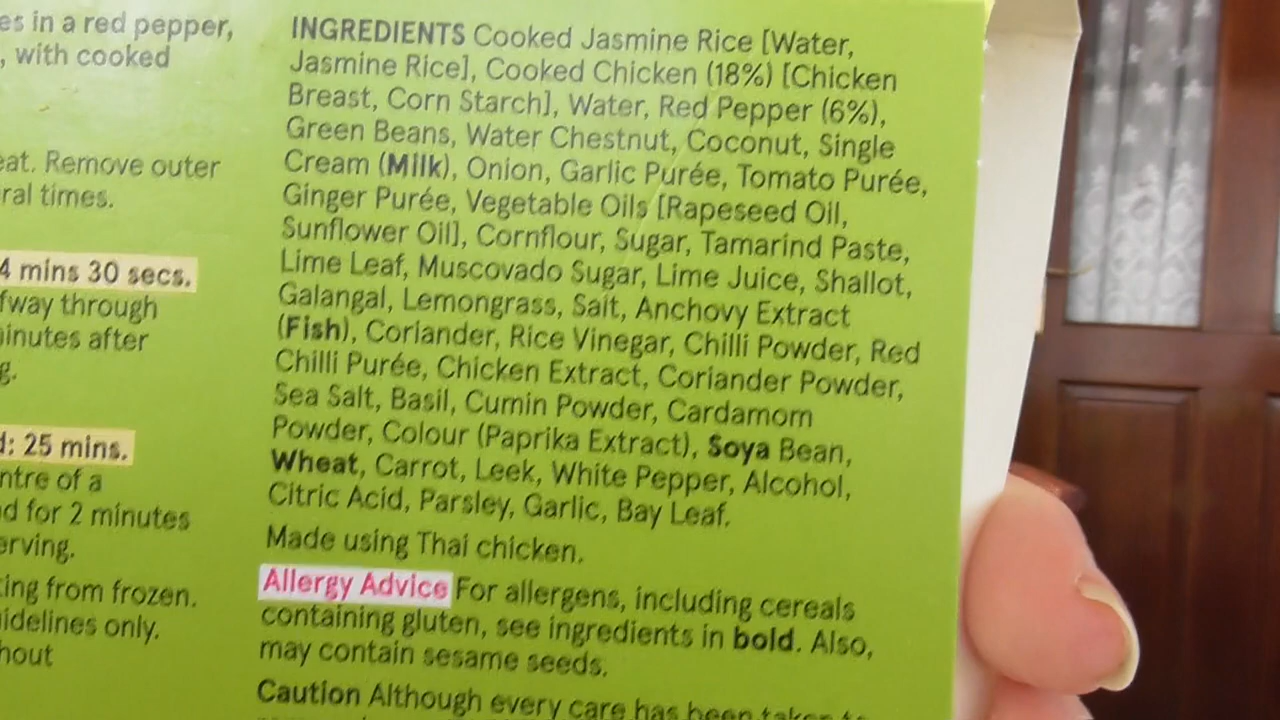 es in a red pepper,
, with cooked
eat. Remove outer
ral times.
4 mins 30 secs.
fway through
inutes after
g.
d: 25 mins.
ntre of a
d for 2 minutes
erving.
ing from frozen.
idelines only.
hout
INGREDIENTS Cooked Jasmine Rice [Water,
Jasmine Rice], Cooked Chicken (18%) [Chicken
Breast, Corn Starch], Water, Red Pepper (6%),
Green Beans, Water Chestnut, Coconut, Single
Cream (Milk), Onion, Garlic Purée, Tomato Purée,
Ginger Purée, Vegetable Oils [Rapeseed Oil,
Sunflower Oil], Cornflour, Sugar, Tamarind Paste,
Lime Leaf, Muscovado Sugar, Lime Juice, Shallot,
Galangal, Lemongrass, Salt, Anchovy Extract
(Fish), Coriander, Rice Vinegar, Chilli Powder, Red
Chilli Purée, Chicken Extract, Coriander Powder,
Sea Salt, Basil, Cumin Powder, Cardamom
Powder, Colour (Paprika Extract), Soya Bean,
Wheat, Carrot, Leek, White Pepper, Alcohol,
Citric Acid, Parsley, Garlic, Bay Leaf.
Made using Thai chicken.
Allergy Advice For allergens, including cereals
containing gluten, see ingredients in bold. Also,
may contain sesame seeds.
Caution Although every care has been taken to